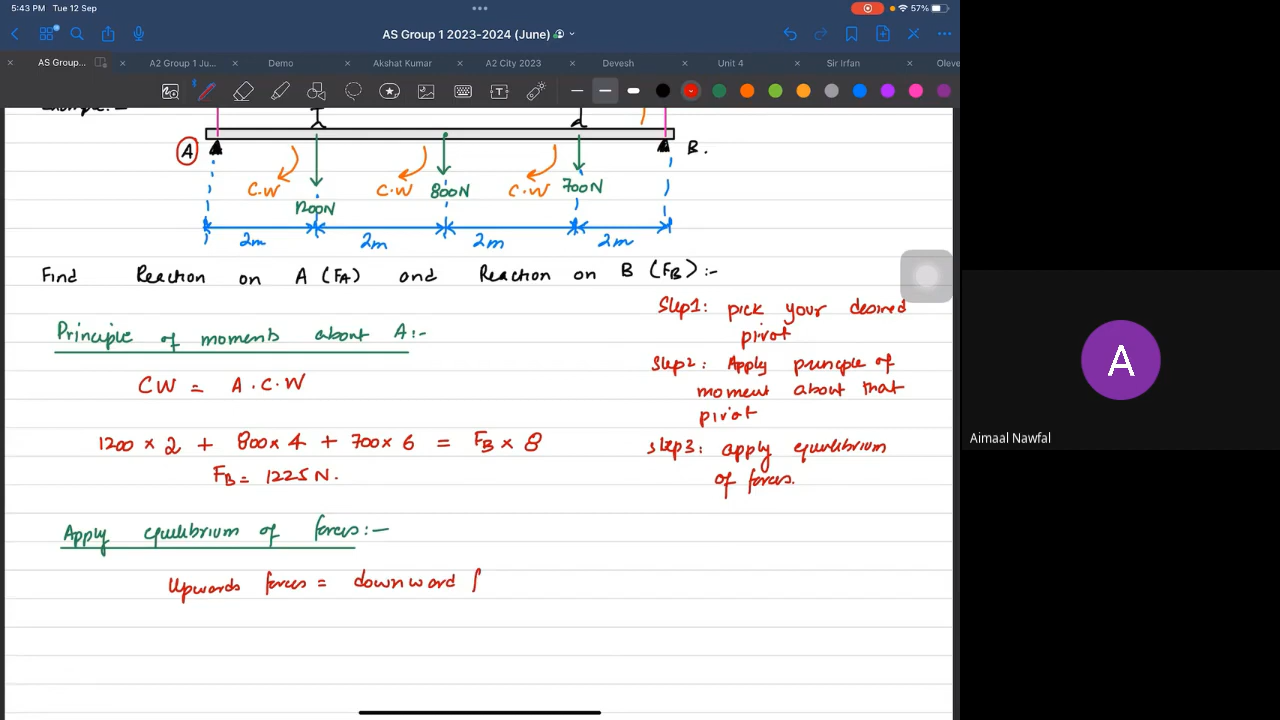 5:43 PM Tue 12 Sep
57%
AS Group 1 2023-2024 (June)
AS Group...
A2 Group 1 Ju...
Demo
Akshat Kumar
A2 City 2023
Devesh
Unit 4
Sir Irfan
Oleve
A
B.
C.W
C.W
C.W
1200N
800N
700N
2m
2m
2m
2m
Find Reaction on A (FA) and Reaction on B (FB):-
Principle of moments about A:-
CW = A.C.W
1200 × 2 + 800 × 4 + 700 × 6 = FB × 8
FB = 1225 N.
Apply equilibrium of forces:-
Upwards forces = downward f
Step1: pick your desired
pivot
Step2: Apply principle of
moment about that
pivot
Step3: apply equilibrium
of forces.
A
Aimaal Nawfal